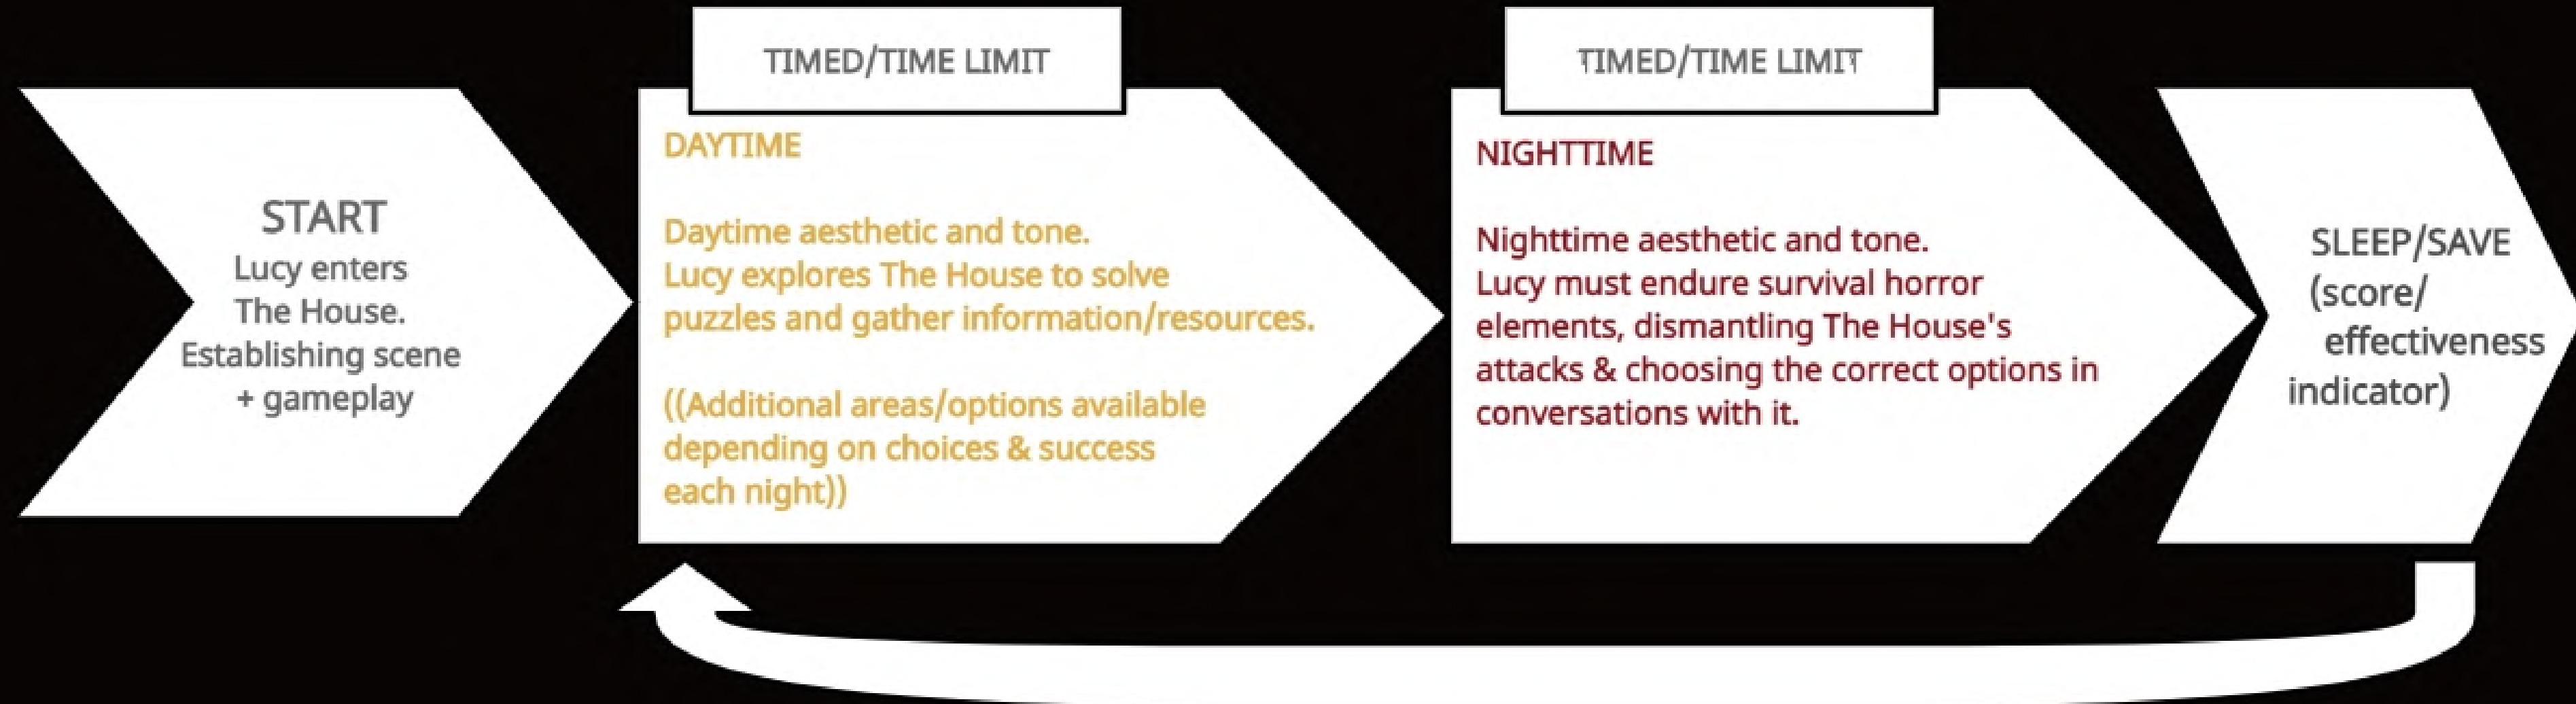 START
Lucy enters
The House.
Establishing scene
+ gameplay
TIMED/TIME LIMIT
DAYTIME
Daytime aesthetic and tone.
Lucy explores The House to solve
puzzles and gather information/resources.
((Additional areas/options available
depending on choices & success
each night))
TIMED/TIME LIMIT
NIGHTTIME
Nighttime aesthetic and tone.
Lucy must endure survival horror
elements, dismantling The House's
attacks & choosing the correct options in
conversations with it.
SLEEP/SAVE
(score/
effectiveness
indicator)